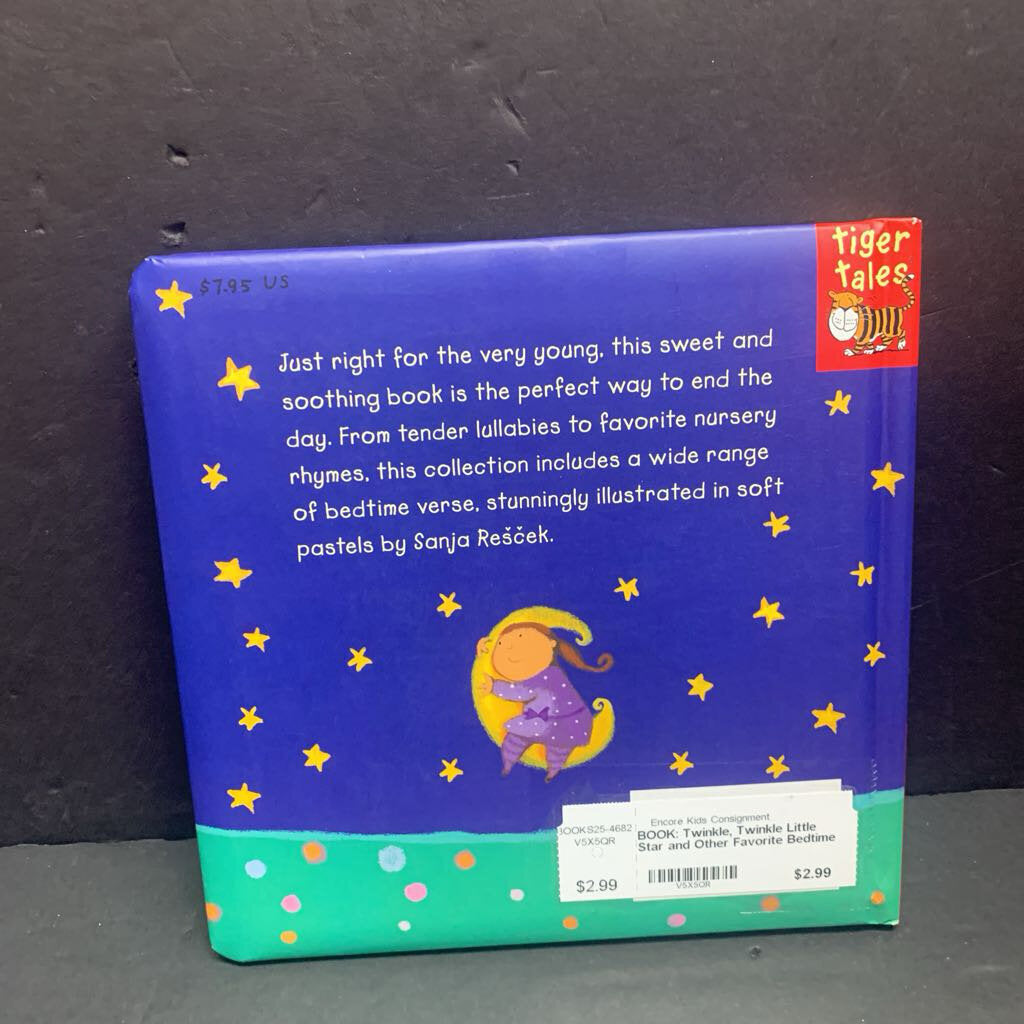 $7.95 US
tiger
tales
Just right for the very young, this sweet and
soothing book is the perfect way to end the
day. From tender lullabies to favorite nursery
rhymes, this collection includes a wide range
of bedtime verse, stunningly illustrated in soft
pastels by Sanja Rešček.
BOOKS25-4682
V5X5QR
$2.99
Encore Kids Consignment
BOOK: Twinkle, Twinkle Little
Star and Other Favorite Bedtime
V5X5QR
$2.99